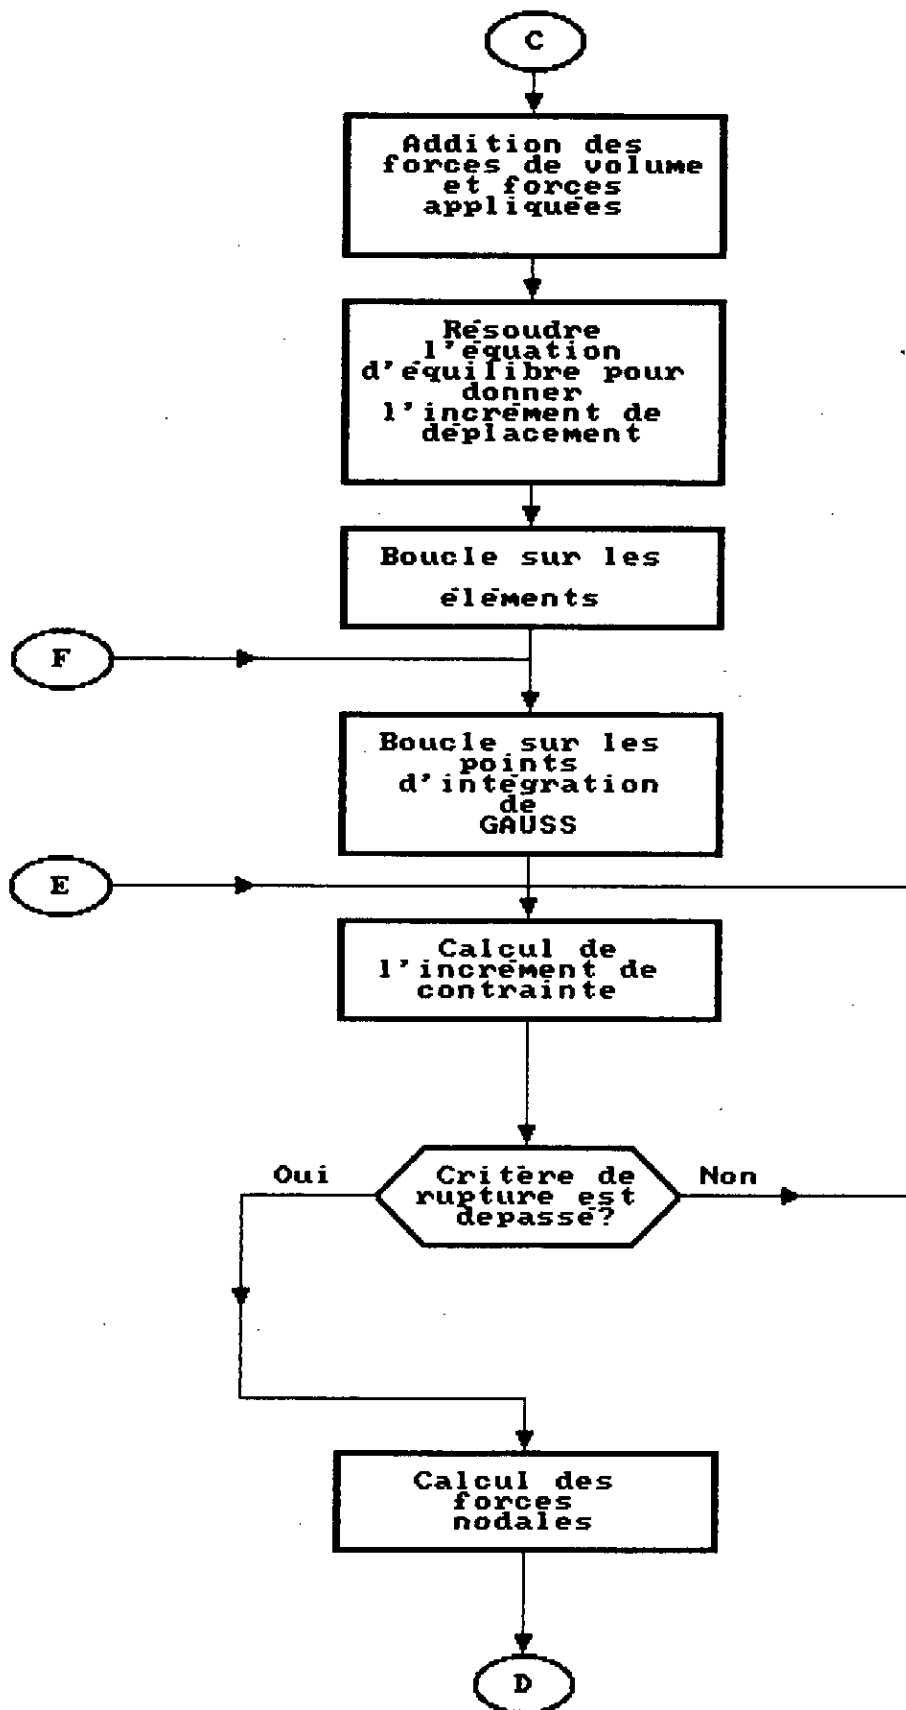 C
Addition des
forces de volume
et forces
appliquées
Résoudre
l'équation
d'équilibre pour
donner
l'incrément de
déplacement
Boucle sur les
éléments
F
Boucle sur les
points
d'intégration
de
GAUSS
E
Calcul de
l'incrément de
contrainte
Oui
Critère de
rupture est
dépassé?
Non
Calcul des
forces
nodales
D